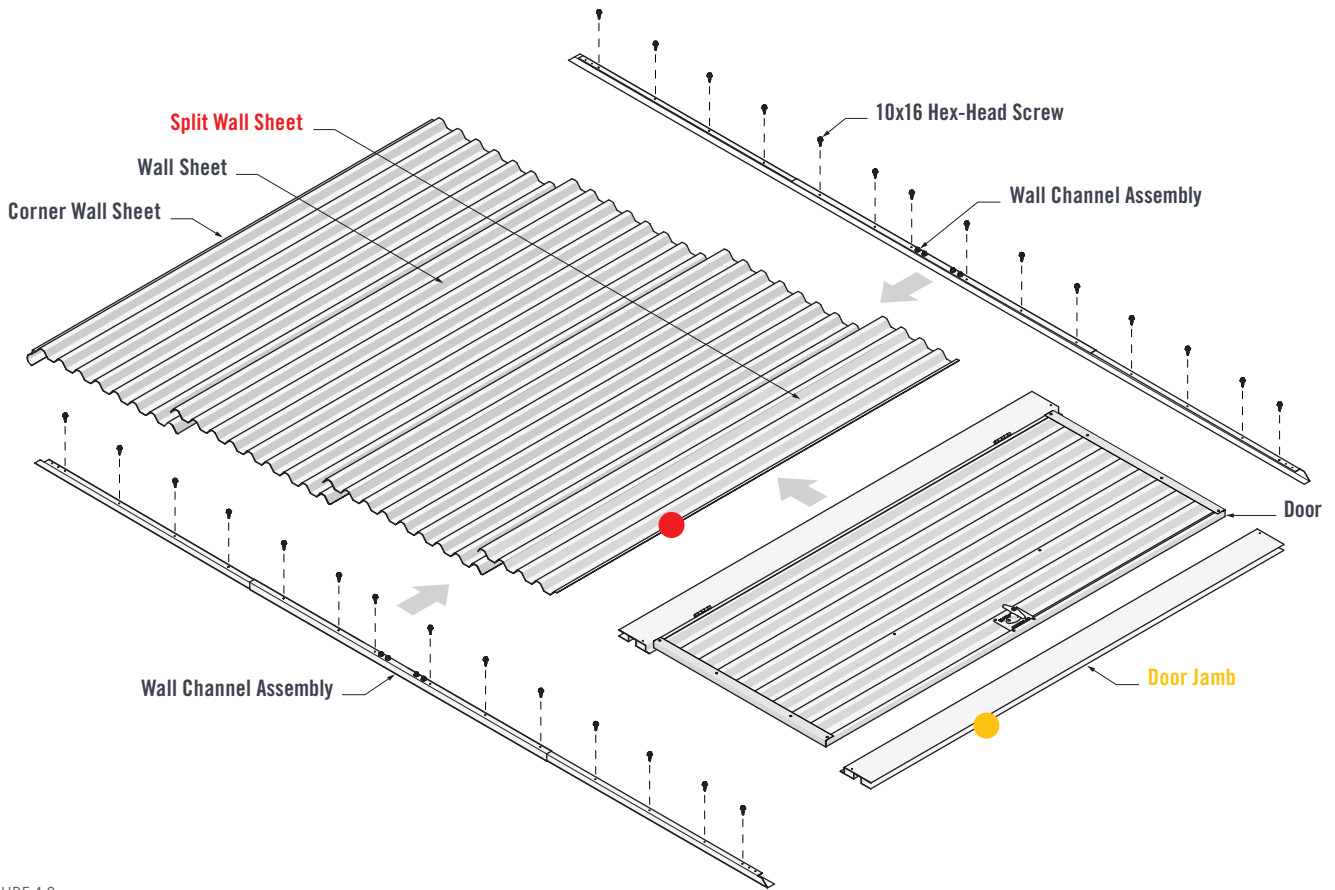 Split Wall Sheet
10x16 Hex-Head Screw
Wall Sheet
Wall Channel Assembly
Corner Wall Sheet
Door
Door Jamb
Wall Channel Assembly